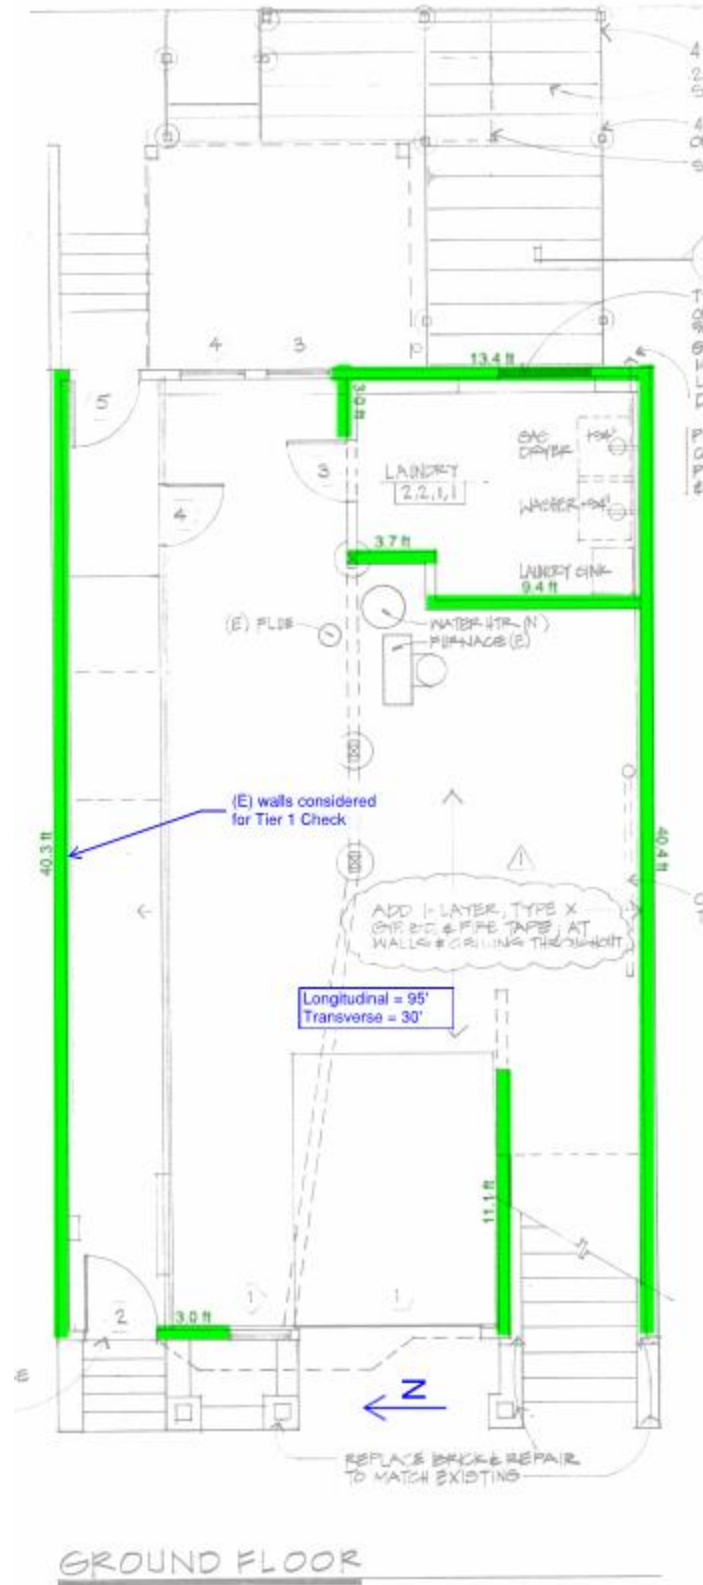 4
2
S
4
O
S
T
O
G
H
L
D
P
C
P
&
13.4 ft
4
3
3.0 ft
5
3
4
LAUNDRY
2,2,1,1
GAS
DRYER
WASHER
LAUNDRY SINK
3.7 ft
9.4 ft
(E) FLUE
WATER HTR (N)
FURNACE (E)
(E) walls considered
for Tier 1 Check
40.3 ft
40.4 ft
1
ADD 1-LAYER, TYPE X
GYP. BD. & FIRE TAPE, AT
WALLS & CEILING THROUGHOUT
Longitudinal = 95'
Transverse = 30'
11.1 ft
2
3.0 ft
1
1
N
REPLACE BRICK & REPAIR
TO MATCH EXISTING
GROUND FLOOR